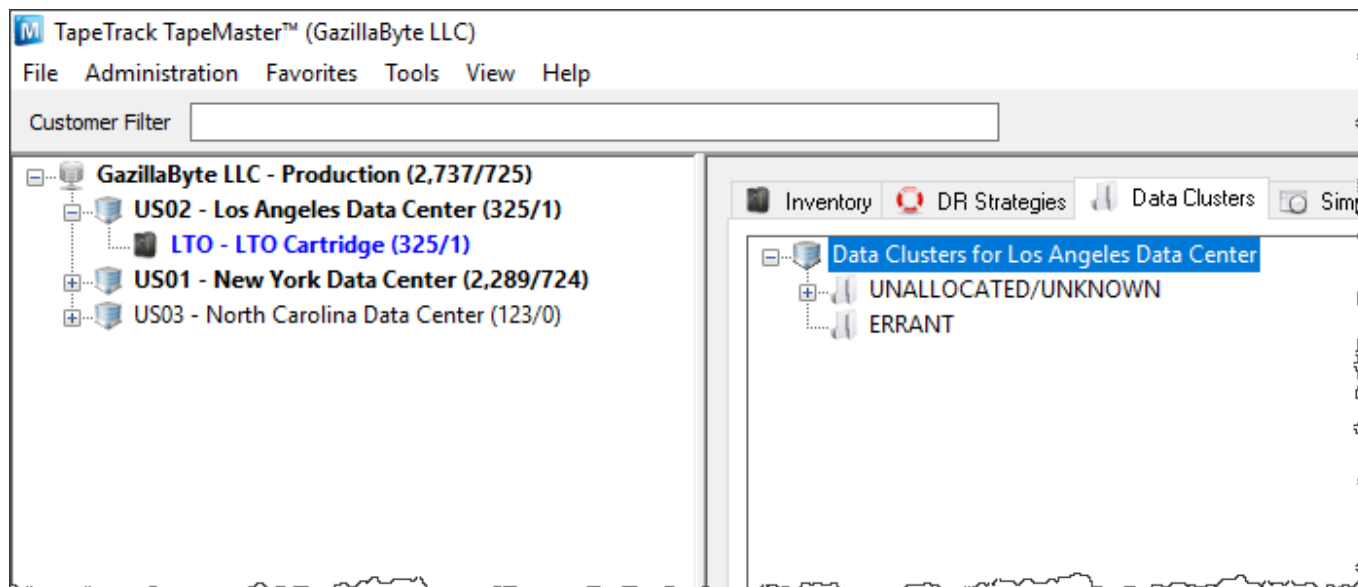 TapeTrack TapeMaster™ (GazillaByte LLC)
File Administration Favorites Tools View Help
Customer Filter
GazillaByte LLC - Production (2,737/725)
US02 - Los Angeles Data Center (325/1)
LTO - LTO Cartridge (325/1)
US01 - New York Data Center (2,289/724)
US03 - North Carolina Data Center (123/0)
Inventory DR Strategies Data Clusters
Data Clusters for Los Angeles Data Center
UNALLOCATED/UNKNOWN
ERRANT